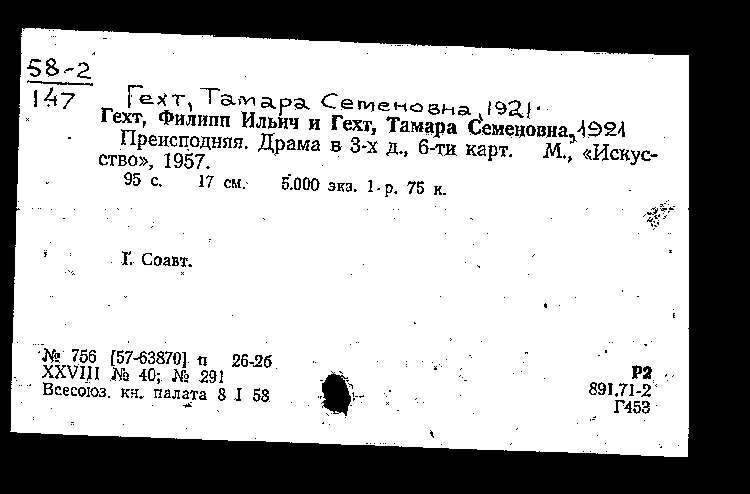 58-2
147
Гехт, Тамара Семеновна, 1921-
Гехт, Филипп Ильич и Гехт, Тамара Семеновна, 1921
Преисподняя. Драма в 3-х д., 6-ти карт. М., «Искус-
ство», 1957.
95 с. 17 см. 5.000 экз. 1 р. 75 к.
I. Соавт.
№ 756 [57-63870] п 26-2б
XXVIII № 40; № 291
Всесоюз. кн. палата 8 I 58
Р2
891.71-2
Г453